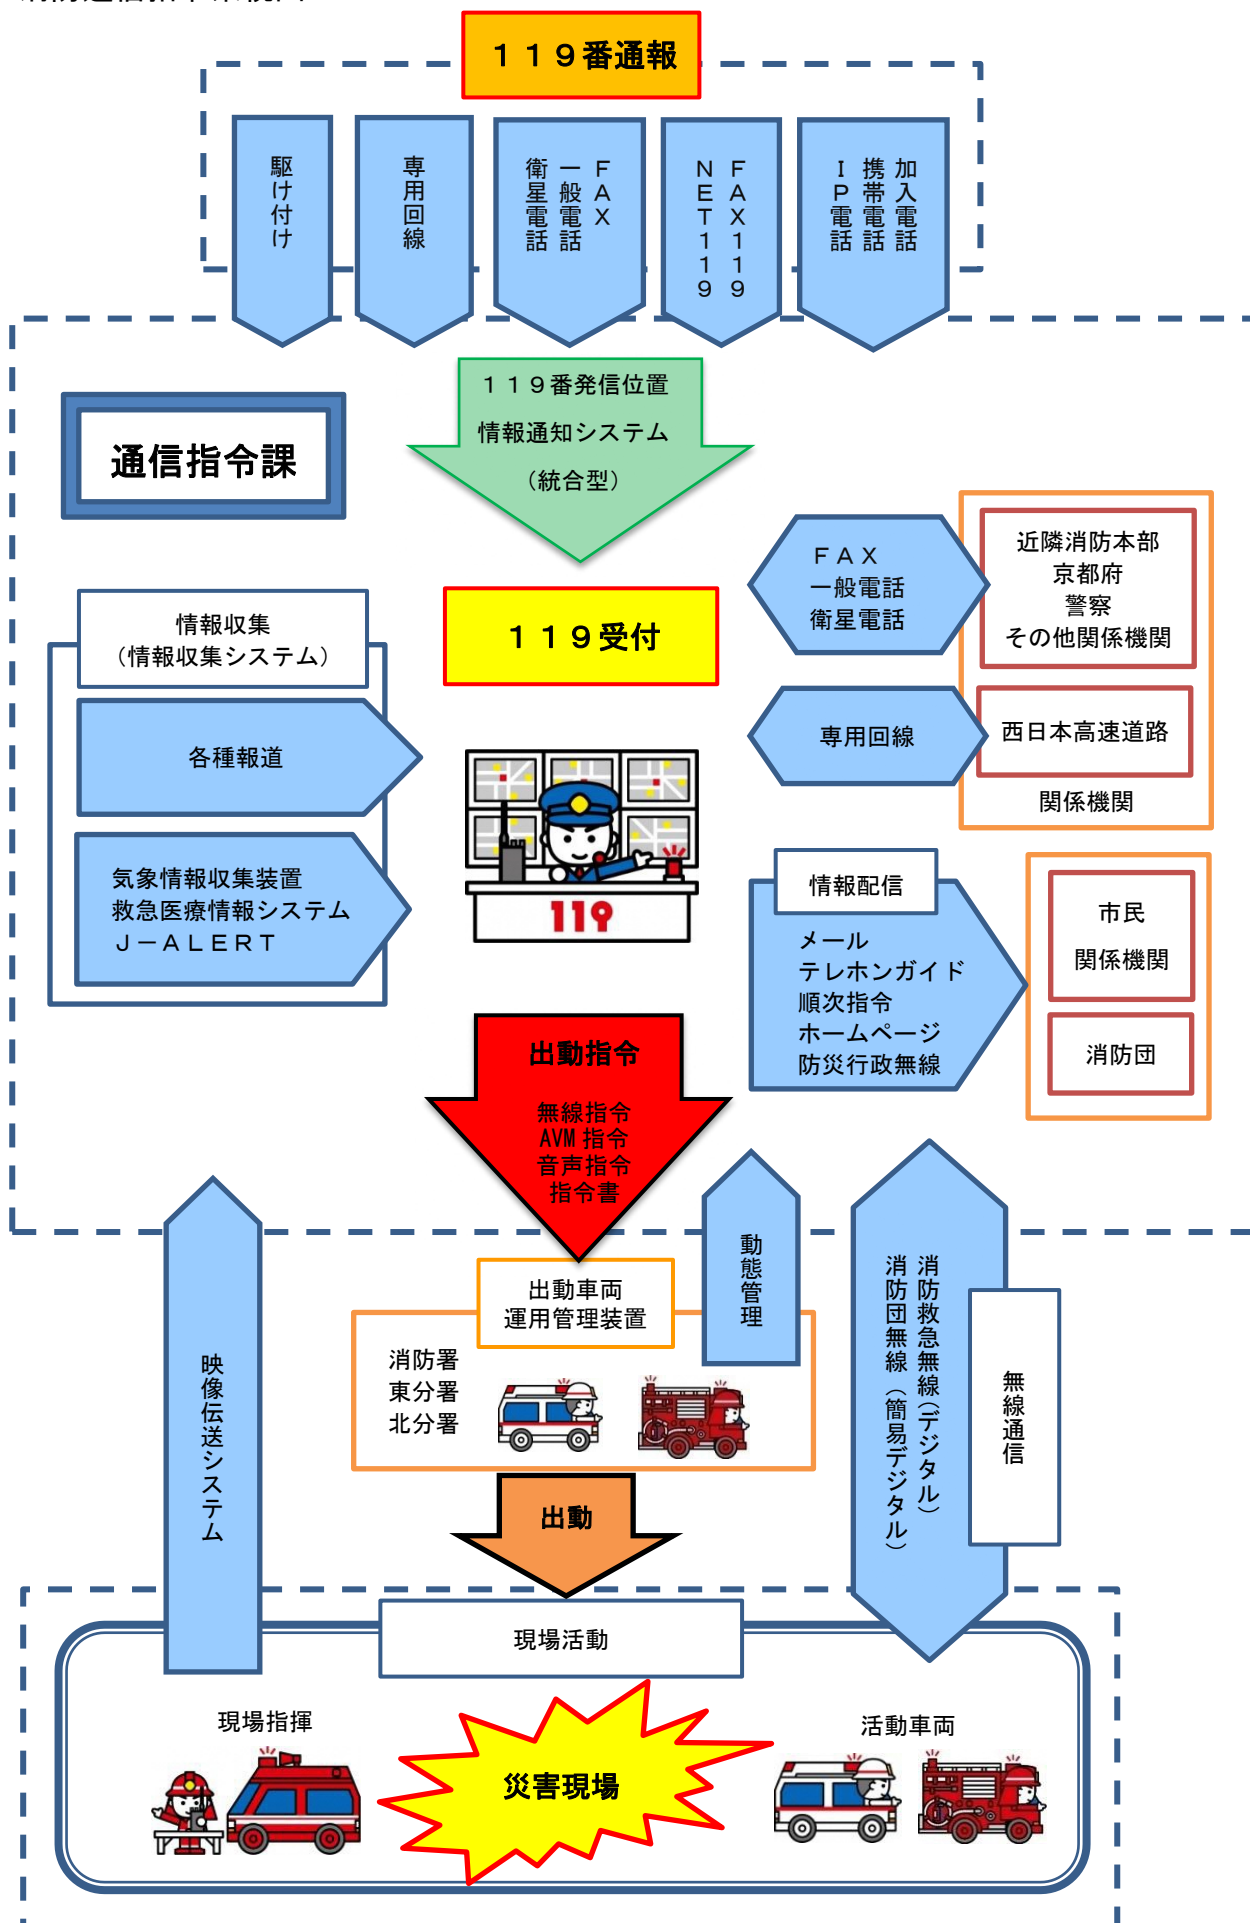 １１９番通報
駆け付け
専用回線
ＦＡＸ
一般電話
衛星電話
ＦＡＸ１１９
ＮＥＴ１１９
加入電話
携帯電話
ＩＰ電話
１１９番発信位置
情報通知システム
（統合型）
通信指令課
ＦＡＸ
一般電話
衛星電話
近隣消防本部
京都府
警察
その他関係機関
情報収集
（情報収集システム）
１１９受付
専用回線
西日本高速道路
関係機関
各種報道
119
気象情報収集装置
救急医療情報システム
Ｊ－ＡＬＥＲＴ
情報配信
メール
テレホンガイド
順次指令
ホームページ
防災行政無線
市民
関係機関
消防団
出動指令
無線指令
AVM 指令
音声指令
指令書
動態管理
出動車両
運用管理装置
消防署
東分署
北分署
映像伝送システム
消防救急無線（デジタル）
消防団無線（簡易デジタル）
無線通信
出動
現場活動
現場指揮
災害現場
活動車両